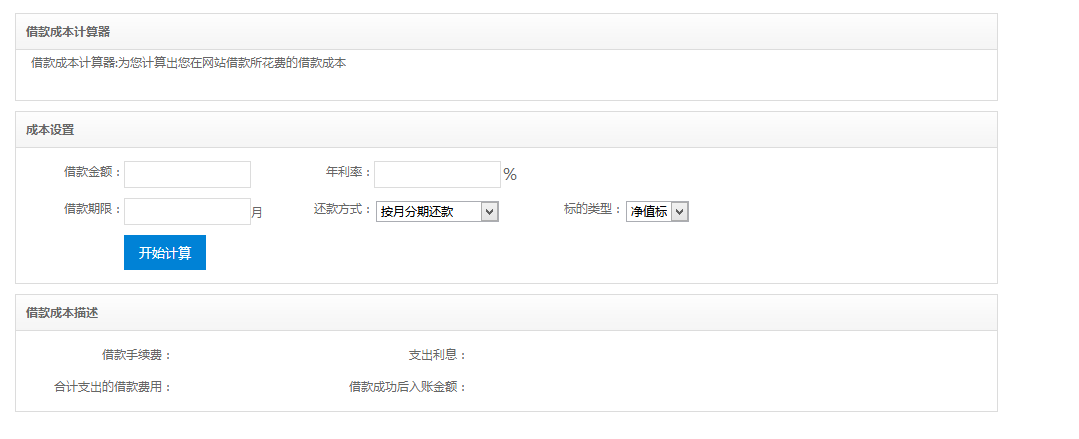 借款成本计算器
借款成本计算器:为您计算出您在网站借款所花费的借款成本
成本设置
借款金额： 年利率： %
借款期限： 月 还款方式： 按月分期还款 标的类型： 净值标
开始计算
借款成本描述
借款手续费： 支出利息：
合计支出的借款费用： 借款成功后入账金额：